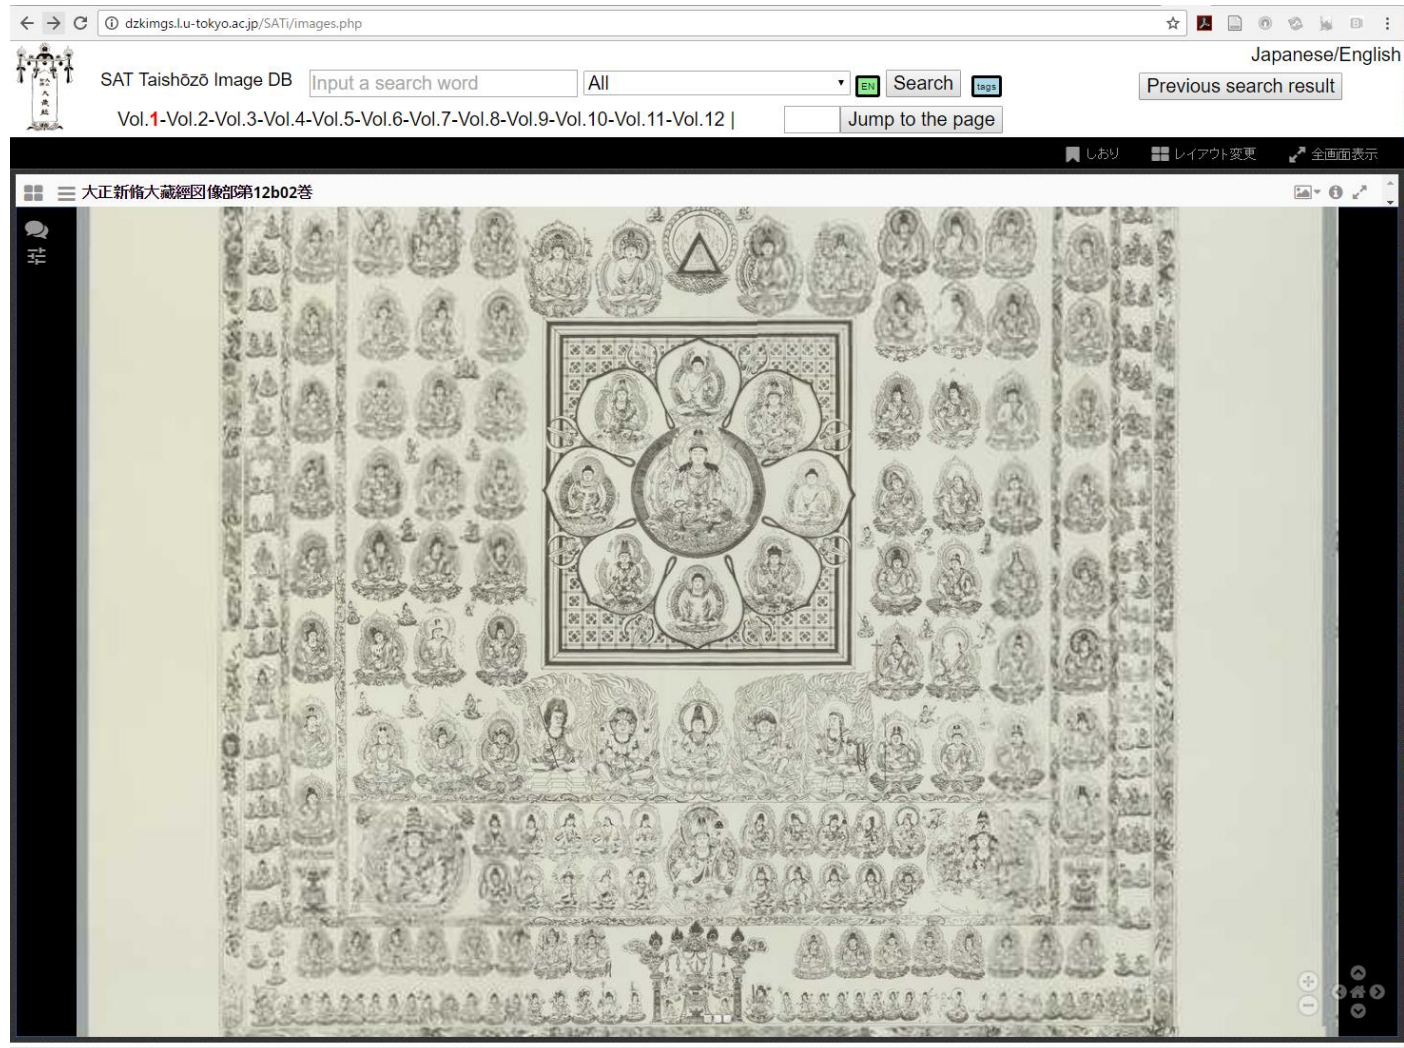 dzkimgs.l.u-tokyo.ac.jp/SATi/images.php
Japanese/English
SAT Taishōzō Image DB
Input a search word
All
EN
Search
tags
Previous search result
Vol.1-Vol.2-Vol.3-Vol.4-Vol.5-Vol.6-Vol.7-Vol.8-Vol.9-Vol.10-Vol.11-Vol.12 |
Jump to the page
しおり
レイアウト変更
全画面表示
大正新脩大藏經図像部第12b02巻